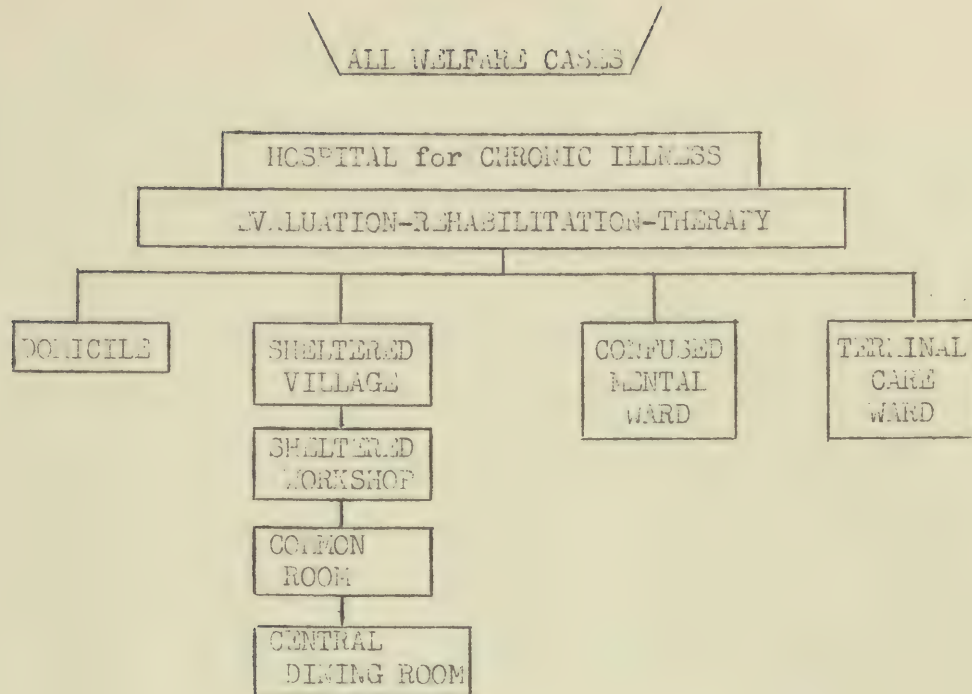 ALL WELFARE CASES
HOSPITAL for CHRONIC ILLNESS
EVALUATION-REHABILITATION-THERAPY
DOMICILE
SHELTERED
VILLAGE
SHELTERED
WORKSHOP
COMMON
ROOM
CENTRAL
DINING ROOM
CONFUSED
MENTAL
WARD
TERMINAL
CARE
WARD